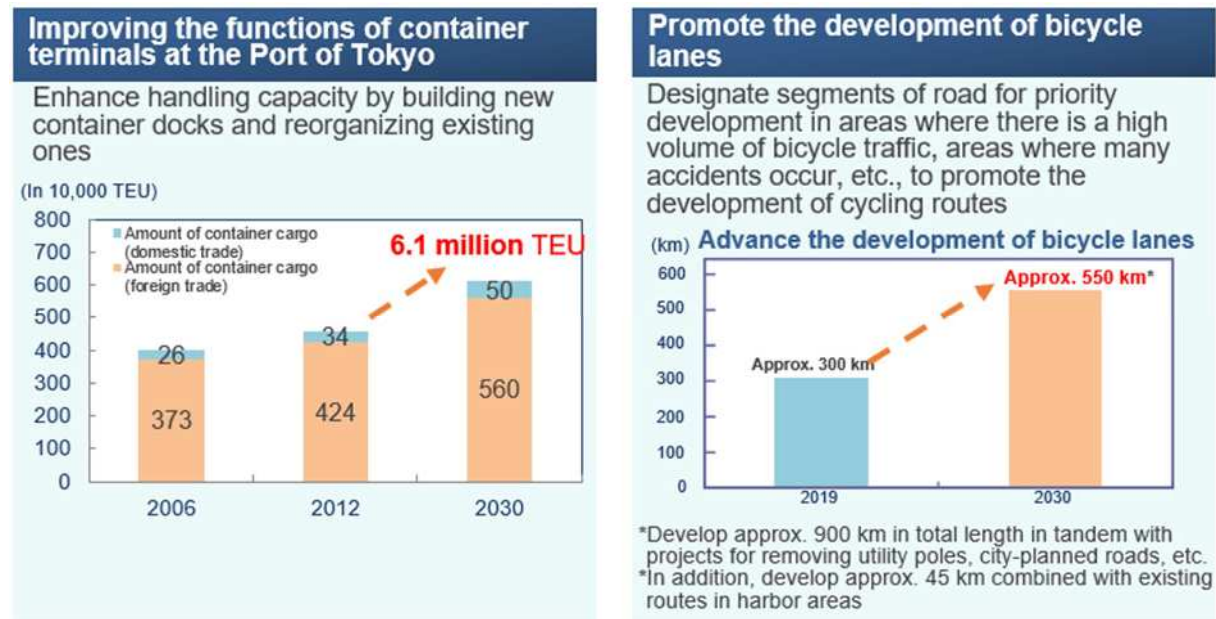 Improving the functions of container
terminals at the Port of Tokyo
Enhance handling capacity by building new
container docks and reorganizing existing
ones
(In 10,000 TEU)
800
700
600
500
400
300
200
100
0
Amount of container cargo
(domestic trade)
Amount of container cargo
(foreign trade)
6.1 million TEU
26
373
34
424
50
560
2006
2012
2030
Promote the development of bicycle
lanes
Designate segments of road for priority
development in areas where there is a high
volume of bicycle traffic, areas where many
accidents occur, etc., to promote the
development of cycling routes
(km) Advance the development of bicycle lanes
600
500
400
300
200
100
0
Approx. 300 km
Approx. 550 km*
2019
2030
*Develop approx. 900 km in total length in tandem with
projects for removing utility poles, city-planned roads, etc.
*In addition, develop approx. 45 km combined with existing
routes in harbor areas